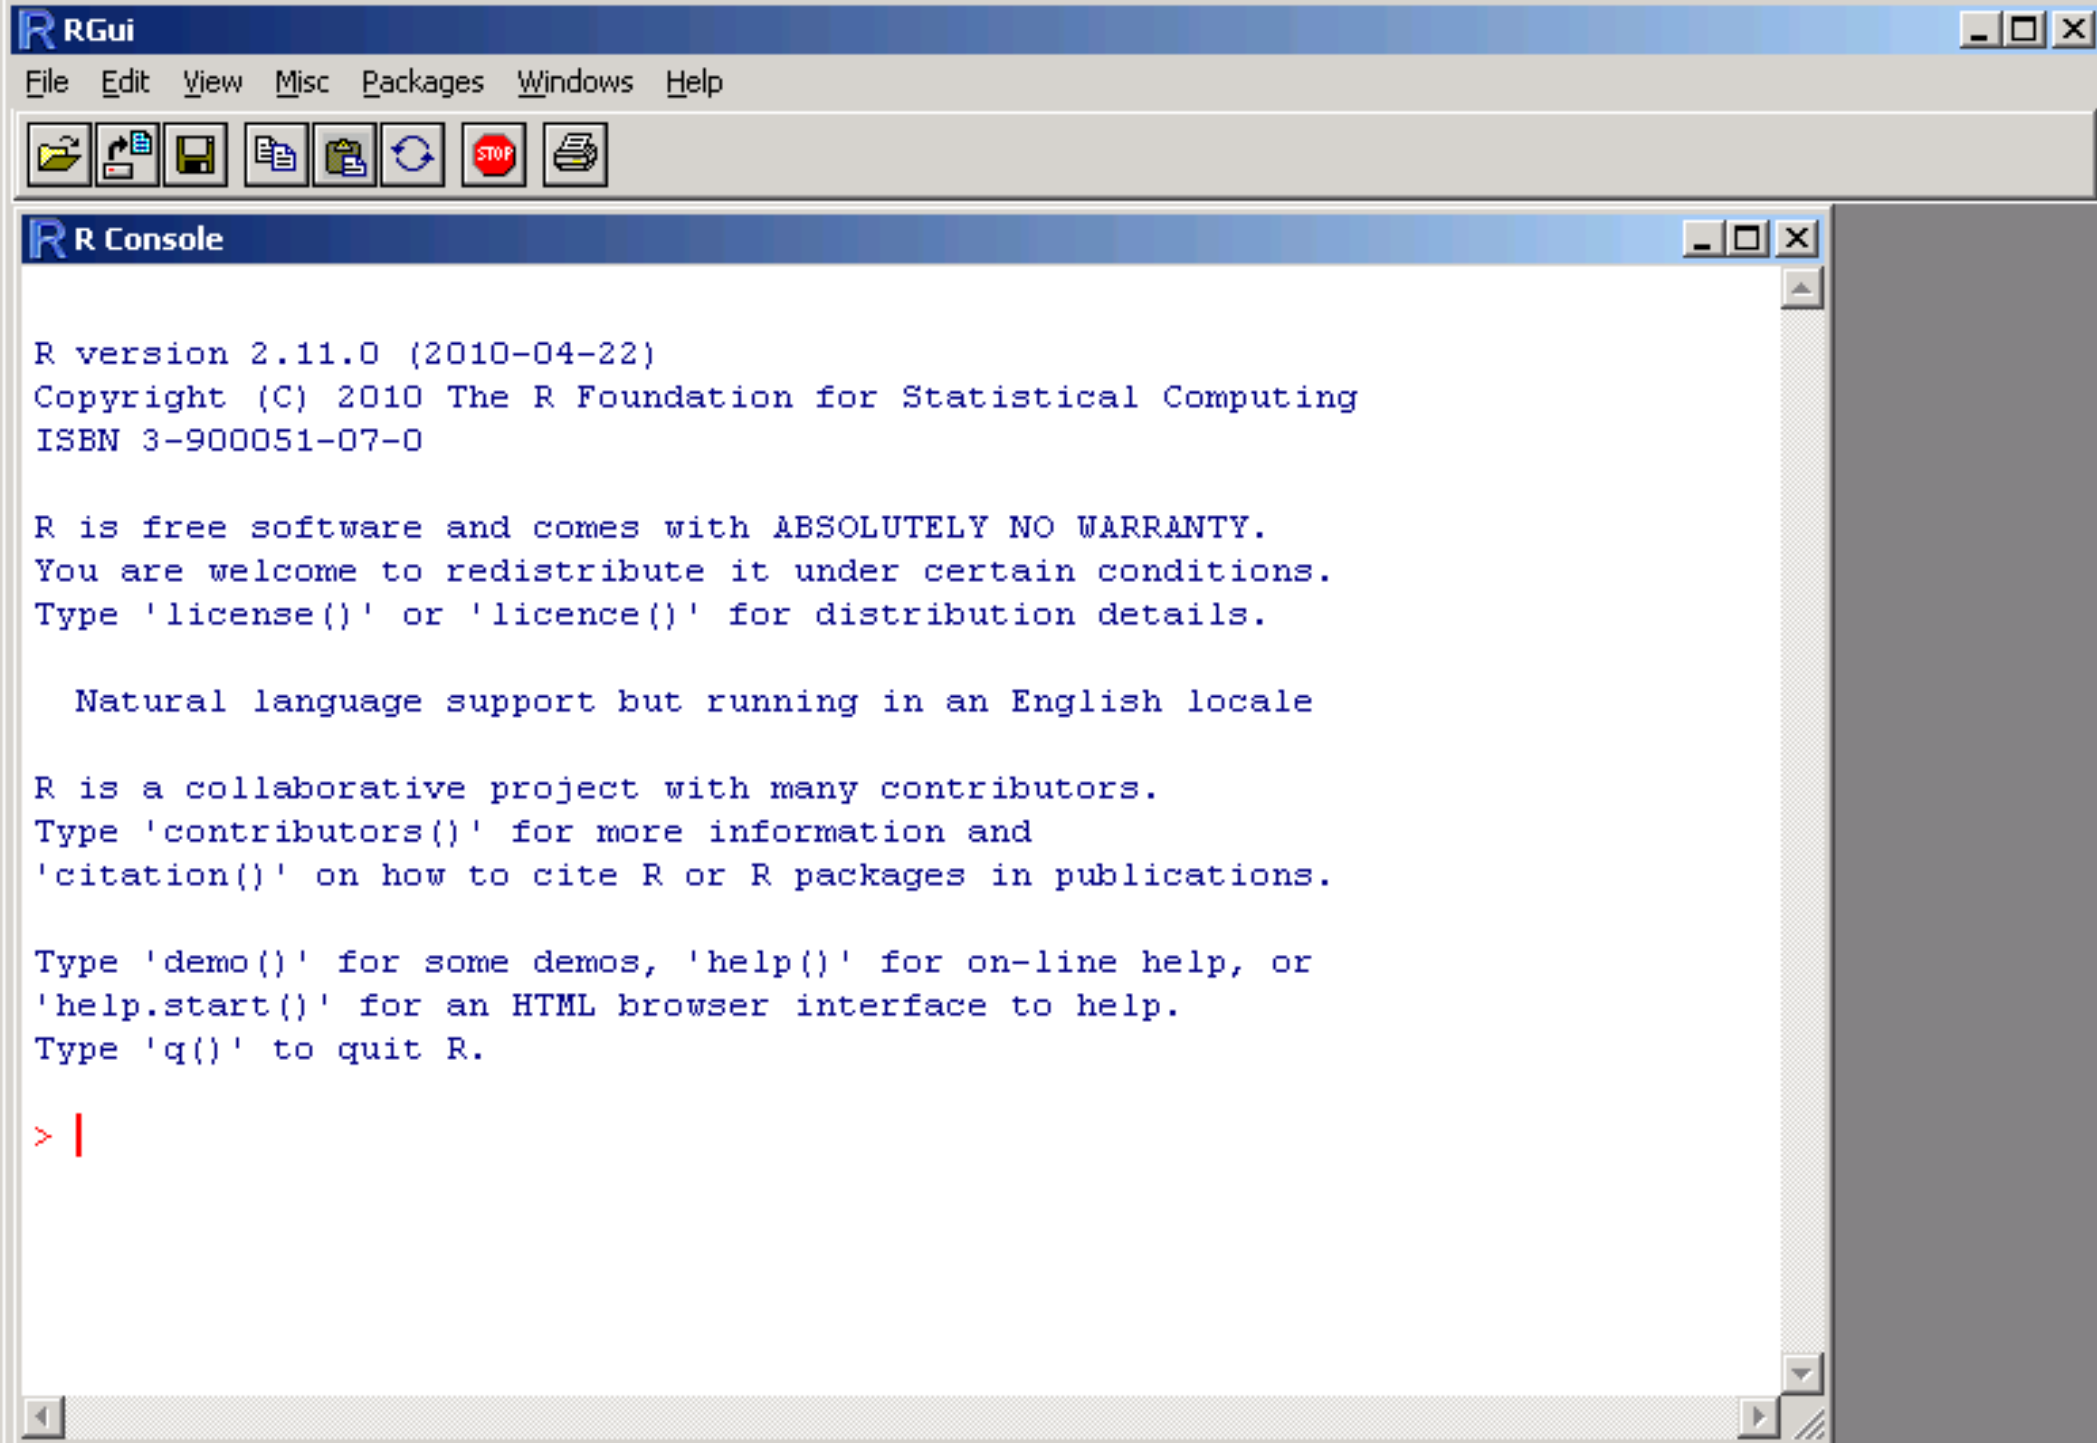 RGui
File Edit View Misc Packages Windows Help
STOP
R Console
R version 2.11.0 (2010-04-22)
Copyright (C) 2010 The R Foundation for Statistical Computing
ISBN 3-900051-07-0
R is free software and comes with ABSOLUTELY NO WARRANTY.
You are welcome to redistribute it under certain conditions.
Type 'license()' or 'licence()' for distribution details.
Natural language support but running in an English locale
R is a collaborative project with many contributors.
Type 'contributors()' for more information and
'citation()' on how to cite R or R packages in publications.
Type 'demo()' for some demos, 'help()' for on-line help, or
'help.start()' for an HTML browser interface to help.
Type 'q()' to quit R.
>